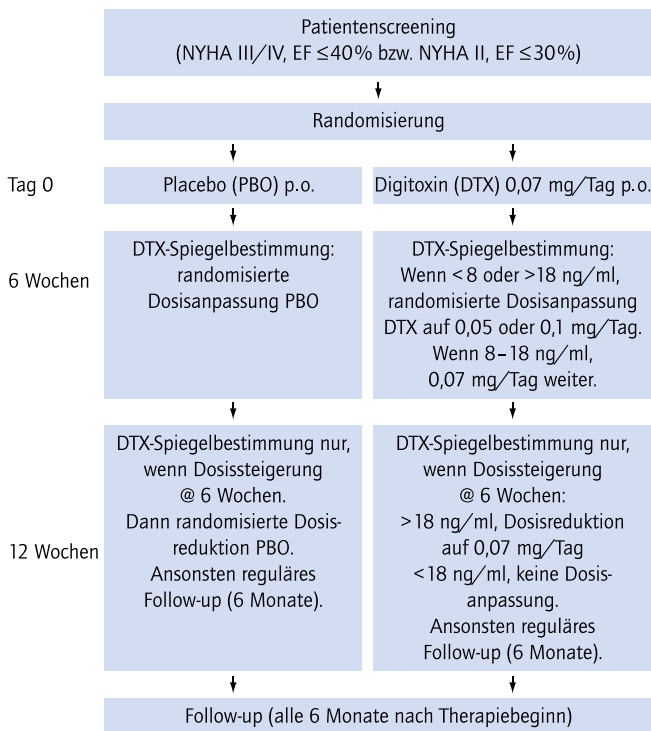 Patientenscreening
(NYHA III/IV, EF ≤40% bzw. NYHA II, EF ≤30%)
Randomisierung
Tag 0
Placebo (PBO) p.o.
Digitoxin (DTX) 0,07 mg/Tag p.o.
6 Wochen
DTX-Spiegelbestimmung:
randomisierte
Dosisanpassung PBO
DTX-Spiegelbestimmung:
Wenn <8 oder >18 ng/ml,
randomisierte Dosisanpassung
DTX auf 0,05 oder 0,1 mg/Tag.
Wenn 8–18 ng/ml,
0,07 mg/Tag weiter.
12 Wochen
DTX-Spiegelbestimmung nur,
wenn Dosissteigerung
@ 6 Wochen.
Dann randomisierte Dosis-
reduktion PBO.
Ansonsten reguläres
Follow-up (6 Monate).
DTX-Spiegelbestimmung nur,
wenn Dosissteigerung
@ 6 Wochen:
>18 ng/ml, Dosisreduktion
auf 0,07 mg/Tag
<18 ng/ml, keine Dosis-
anpassung.
Ansonsten reguläres
Follow-up (6 Monate).
Follow-up (alle 6 Monate nach Therapiebeginn)